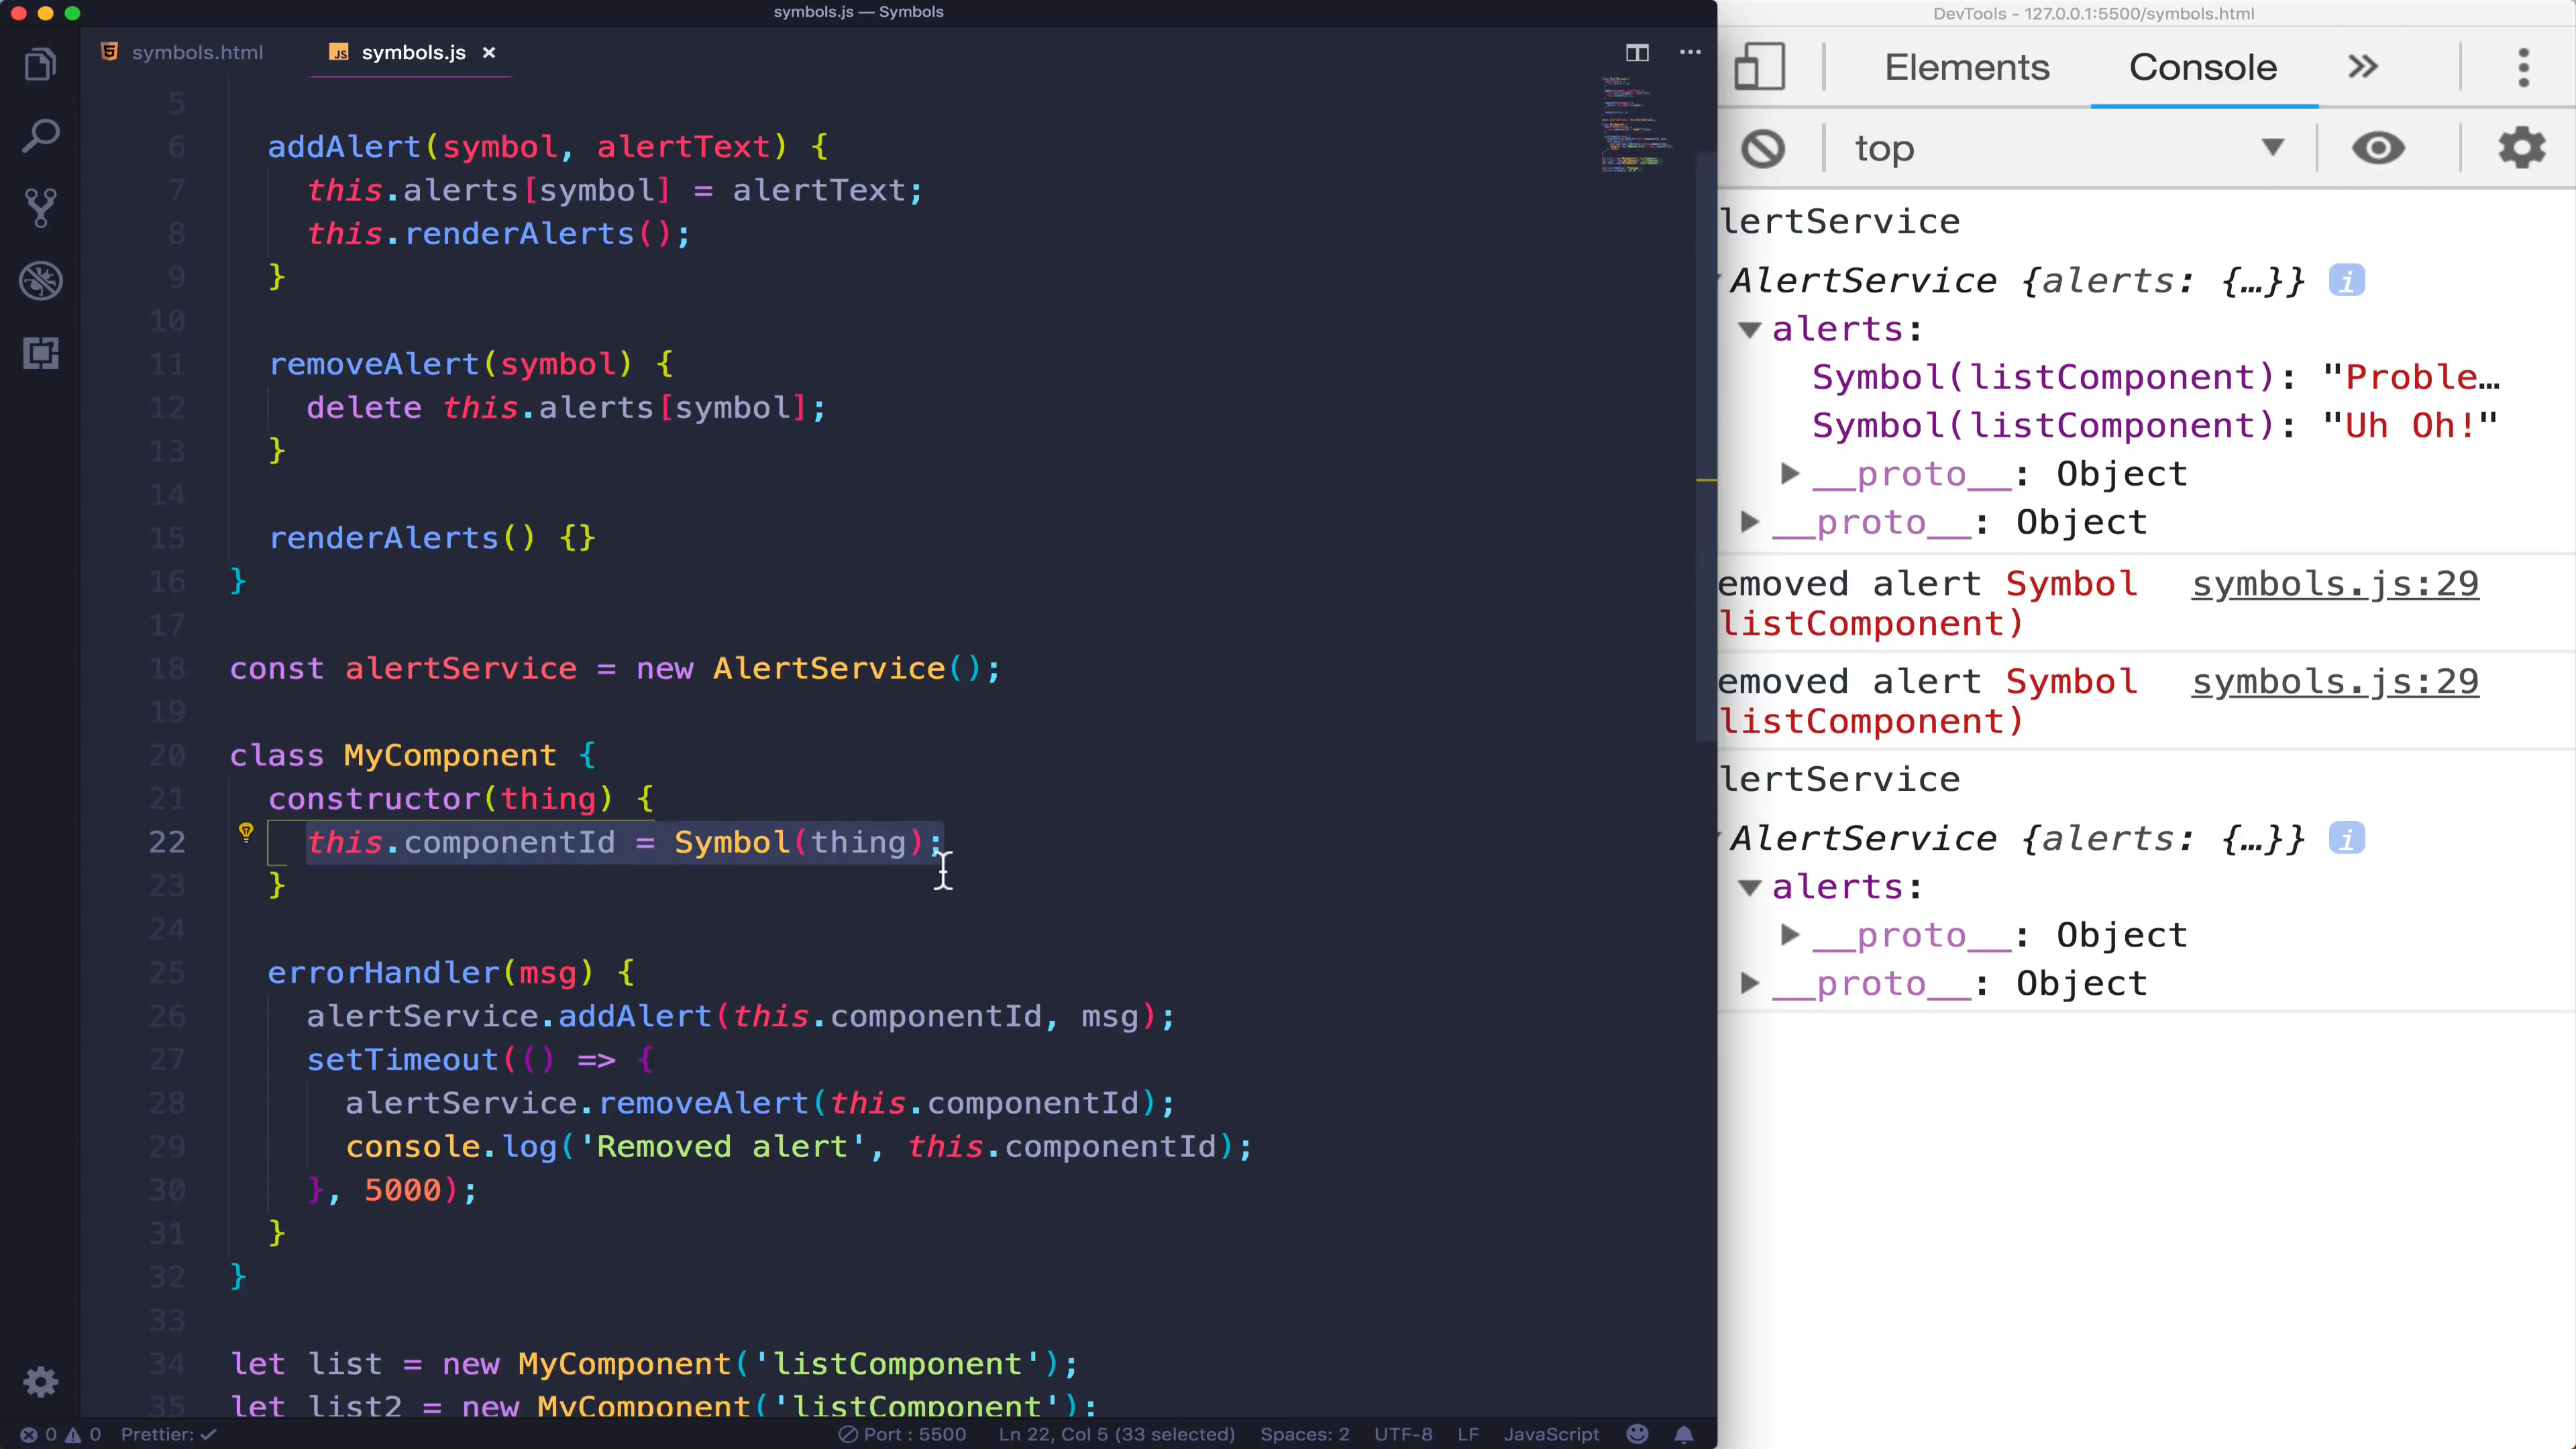 symbols.js — Symbols
symbols.html
JS symbols.js ×
5
6 addAlert(symbol, alertText) {
7 this.alerts[symbol] = alertText;
8 this.renderAlerts();
9 }
10
11 removeAlert(symbol) {
12 delete this.alerts[symbol];
13 }
14
15 renderAlerts() {}
16 }
17
18 const alertService = new AlertService();
19
20 class MyComponent {
21 constructor(thing) {
22 this.componentId = Symbol(thing);
23 }
24
25 errorHandler(msg) {
26 alertService.addAlert(this.componentId, msg);
27 setTimeout(() => {
28 alertService.removeAlert(this.componentId);
29 console.log('Removed alert', this.componentId);
30 }, 5000);
31 }
32 }
33
34 let list = new MyComponent('listComponent');
35 let list2 = new MyComponent('listComponent');
0 0 Prettier: ✓ Port : 5500 Ln 22, Col 5 (33 selected) Spaces: 2 UTF-8 LF JavaScript
DevTools - 127.0.0.1:5500/symbols.html
Elements Console »
top
lertService
AlertService {alerts: {…}} i
alerts:
Symbol(listComponent): "Proble…
Symbol(listComponent): "Uh Oh!"
__proto__: Object
__proto__: Object
emoved alert Symbol symbols.js:29
listComponent)
emoved alert Symbol symbols.js:29
listComponent)
lertService
AlertService {alerts: {…}} i
alerts:
__proto__: Object
__proto__: Object